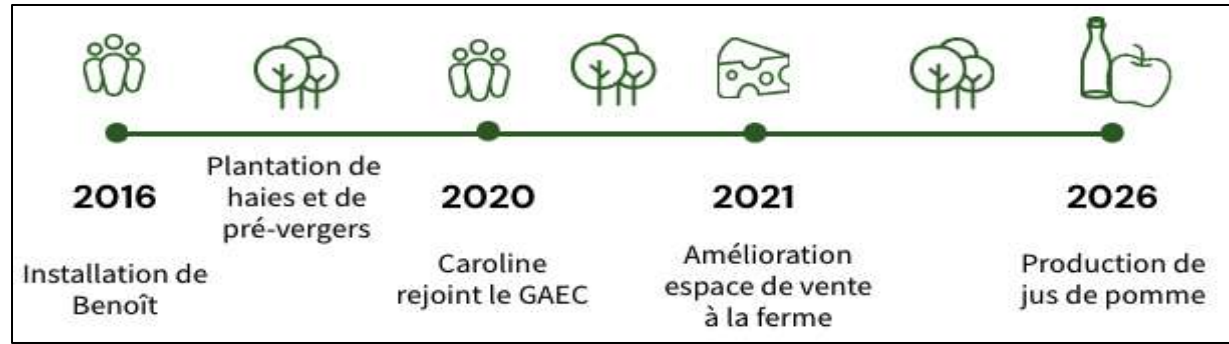 2016
Installation de
Benoît
Plantation de
haies et de
pré-vergers
2020
Caroline
rejoint le GAEC
2021
Amélioration
espace de vente
à la ferme
2026
Production de
jus de pomme